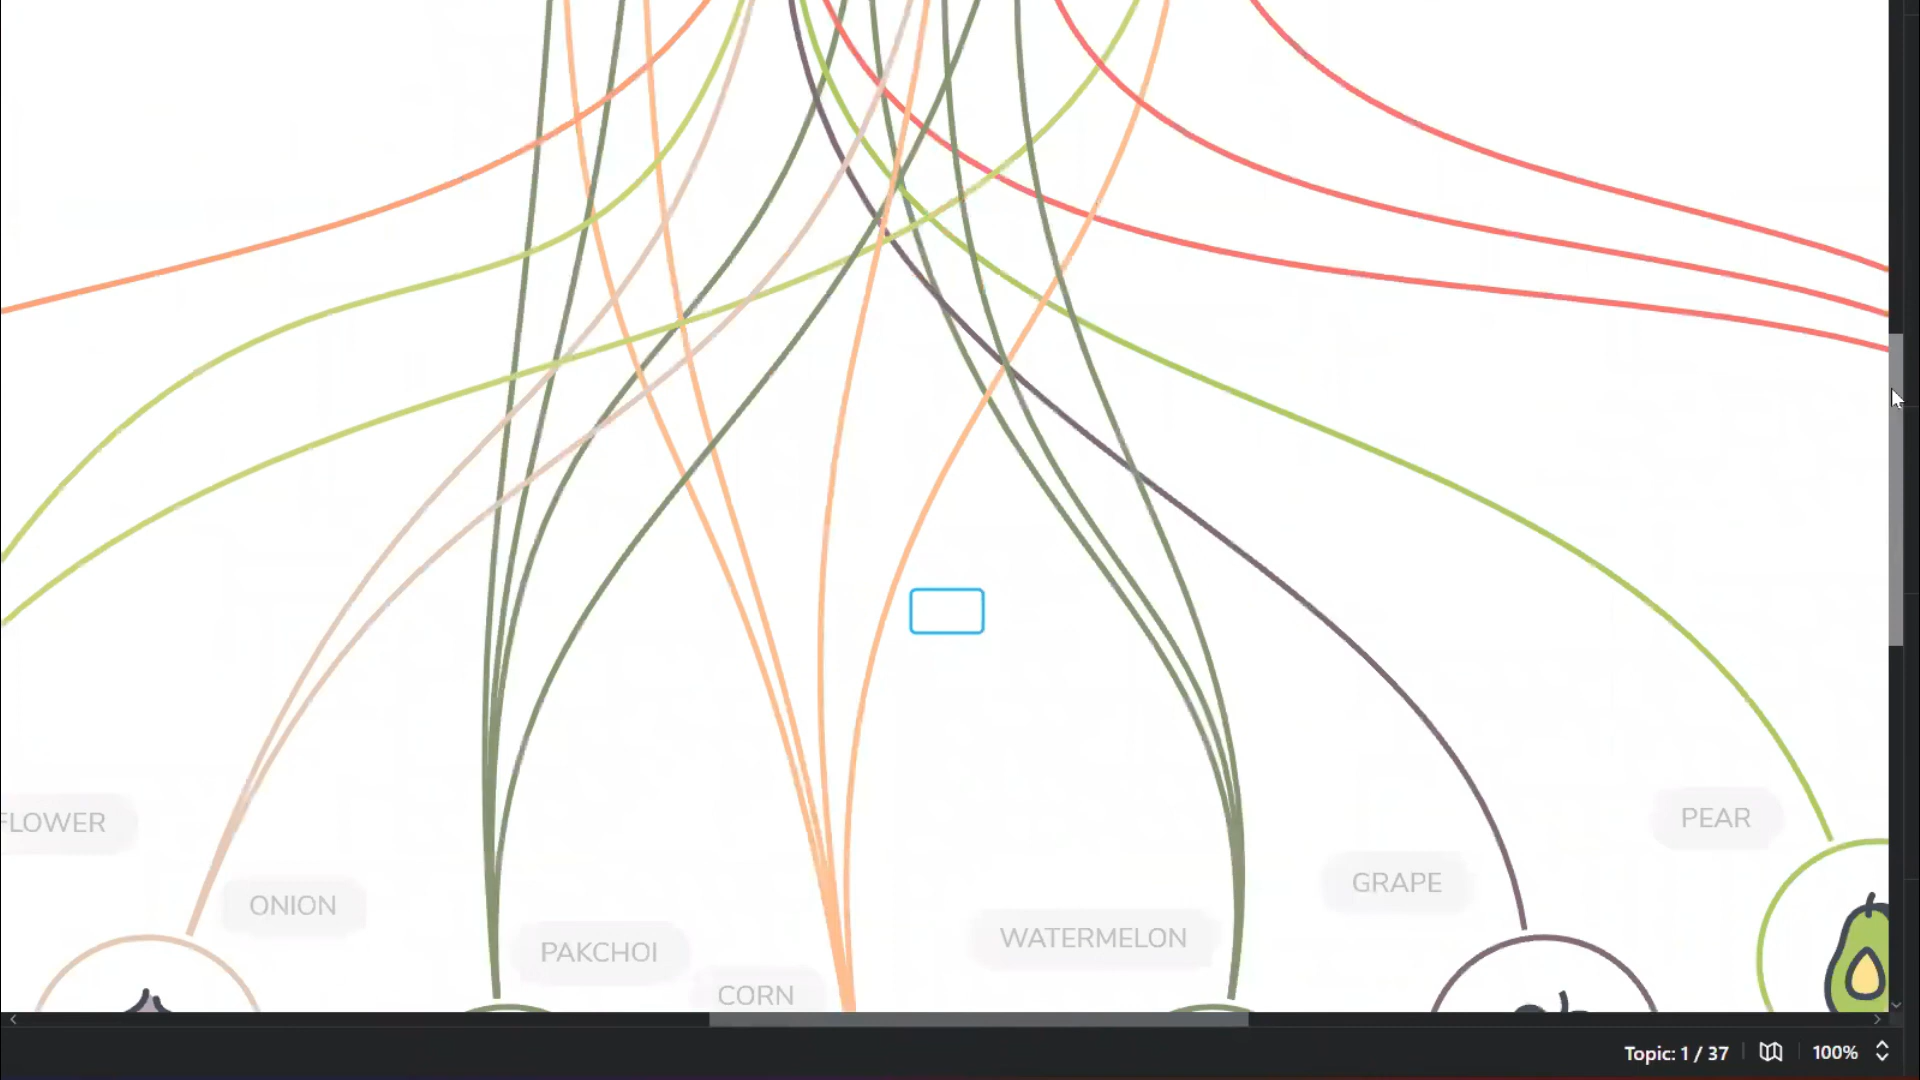 FLOWER
ONION
PAKCHOI
CORN
WATERMELON
GRAPE
PEAR
Topic: 1 / 37
100%